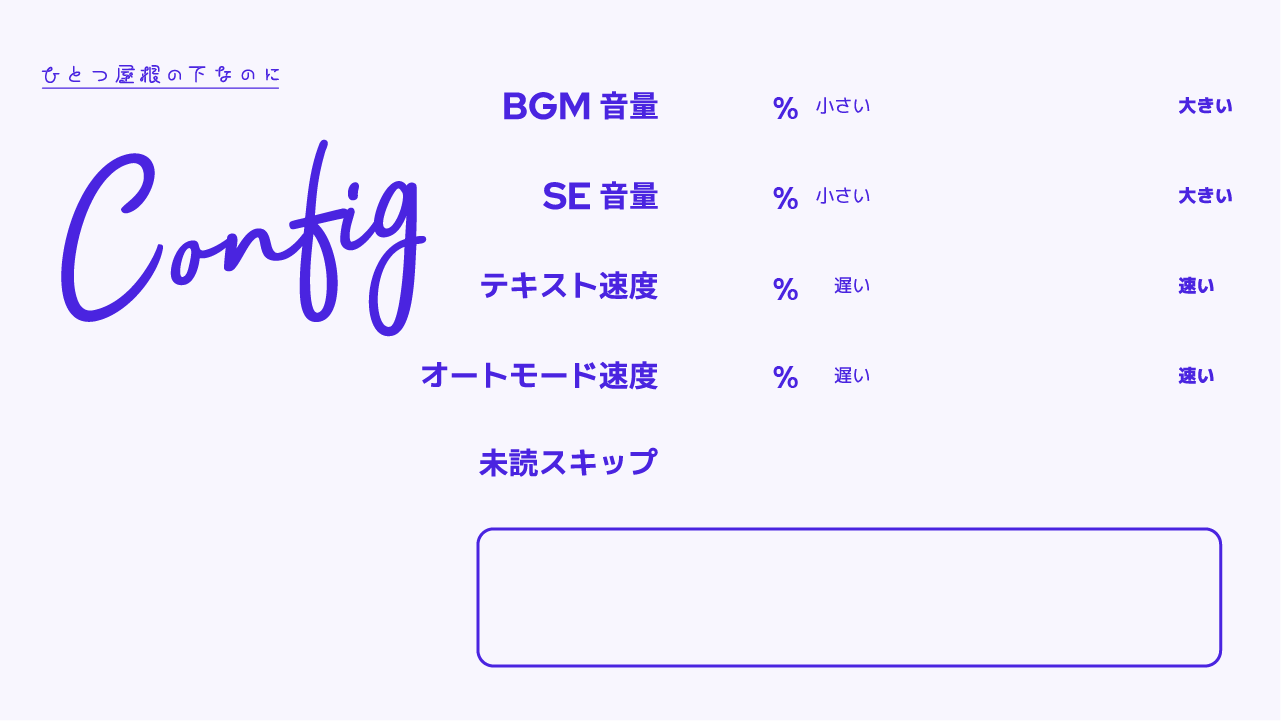 ひとつ屋根の下なのに
Config
BGM 音量 % 小さい 大きい
SE 音量 % 小さい 大きい
テキスト速度 % 遅い 速い
オートモード速度 % 遅い 速い
未読スキップ